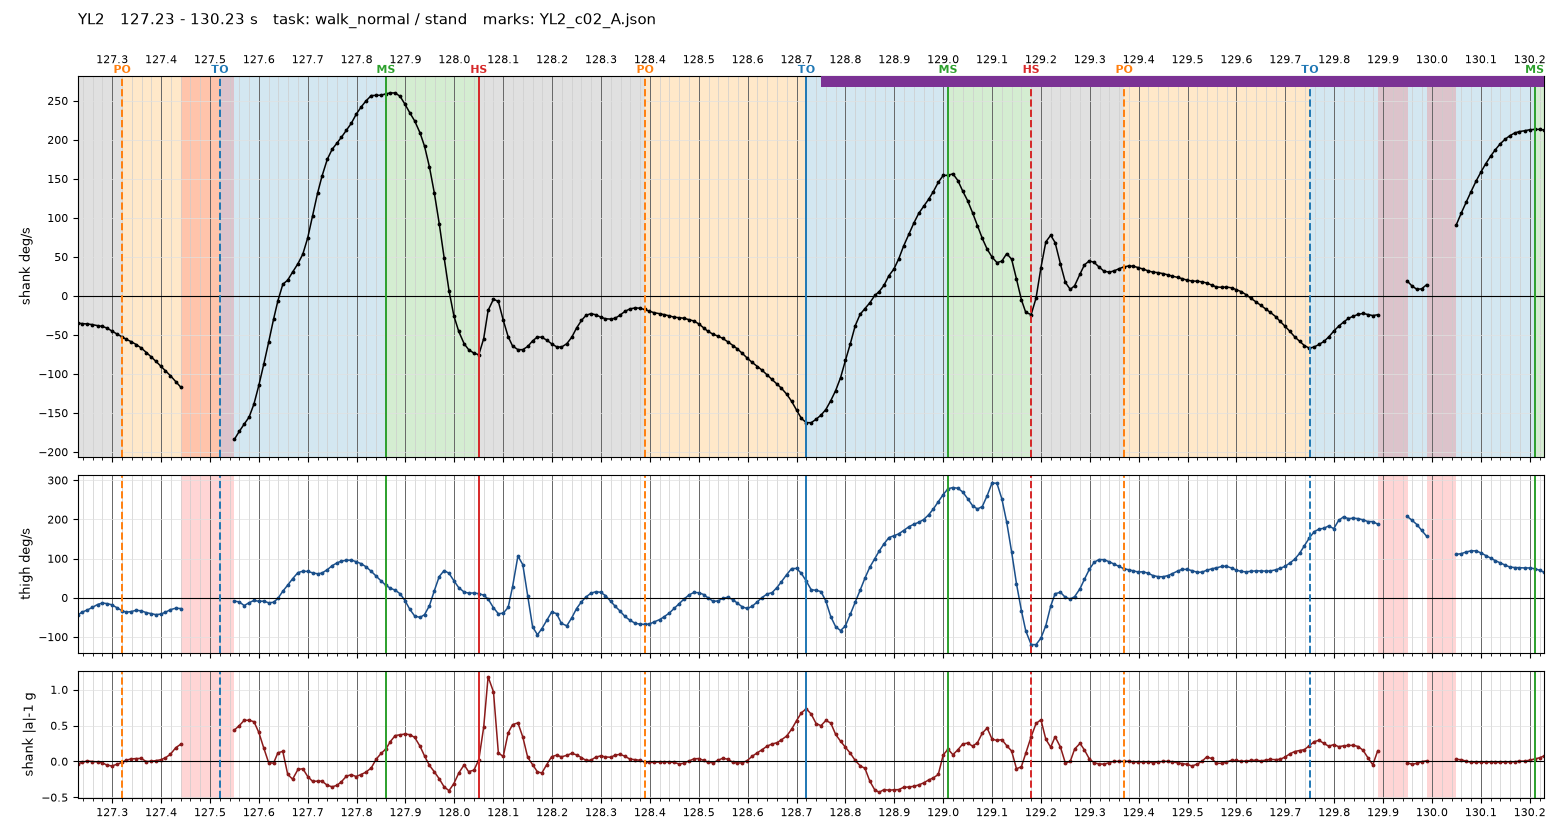 YL2 127.23 - 130.23 s task: walk_normal / stand marks: YL2_c02_A.json
127.3 127.4 127.5 127.6 127.7 127.8 127.9 128.0 128.1 128.2 128.3 128.4 128.5 128.6 128.7 128.8 128.9 129.0 129.1 129.2 129.3 129.4 129.5 129.6 129.7 129.8 129.9 130.0 130.1 130.2
PO TO MS HS PO TO MS HS PO TO MS
250
200
150
100
50
0
−50
−100
−150
−200
shank deg/s
300
200
100
0
−100
thigh deg/s
1.0
0.5
0.0
−0.5
shank |a|-1 g
127.3 127.4 127.5 127.6 127.7 127.8 127.9 128.0 128.1 128.2 128.3 128.4 128.5 128.6 128.7 128.8 128.9 129.0 129.1 129.2 129.3 129.4 129.5 129.6 129.7 129.8 129.9 130.0 130.1 130.2